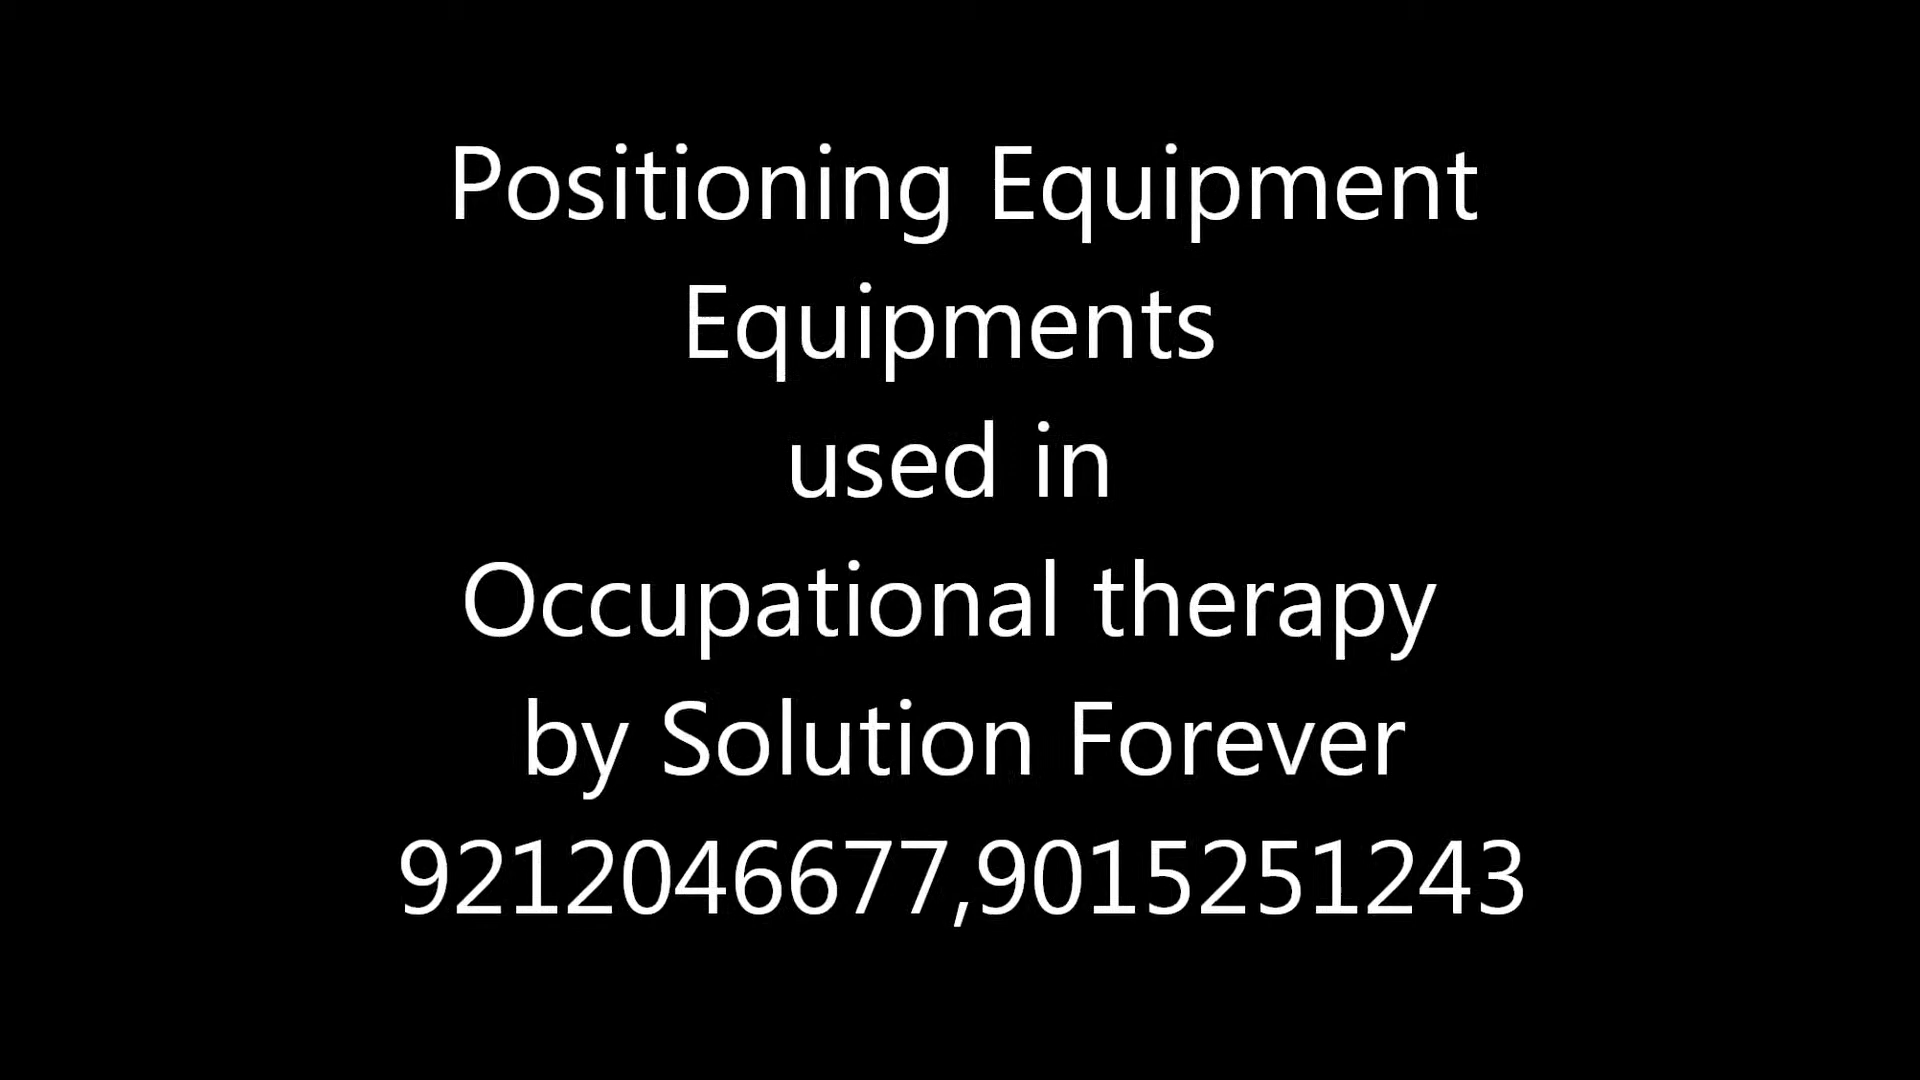 Positioning Equipment
Equipments
used in
Occupational therapy
by Solution Forever
9212046677,9015251243